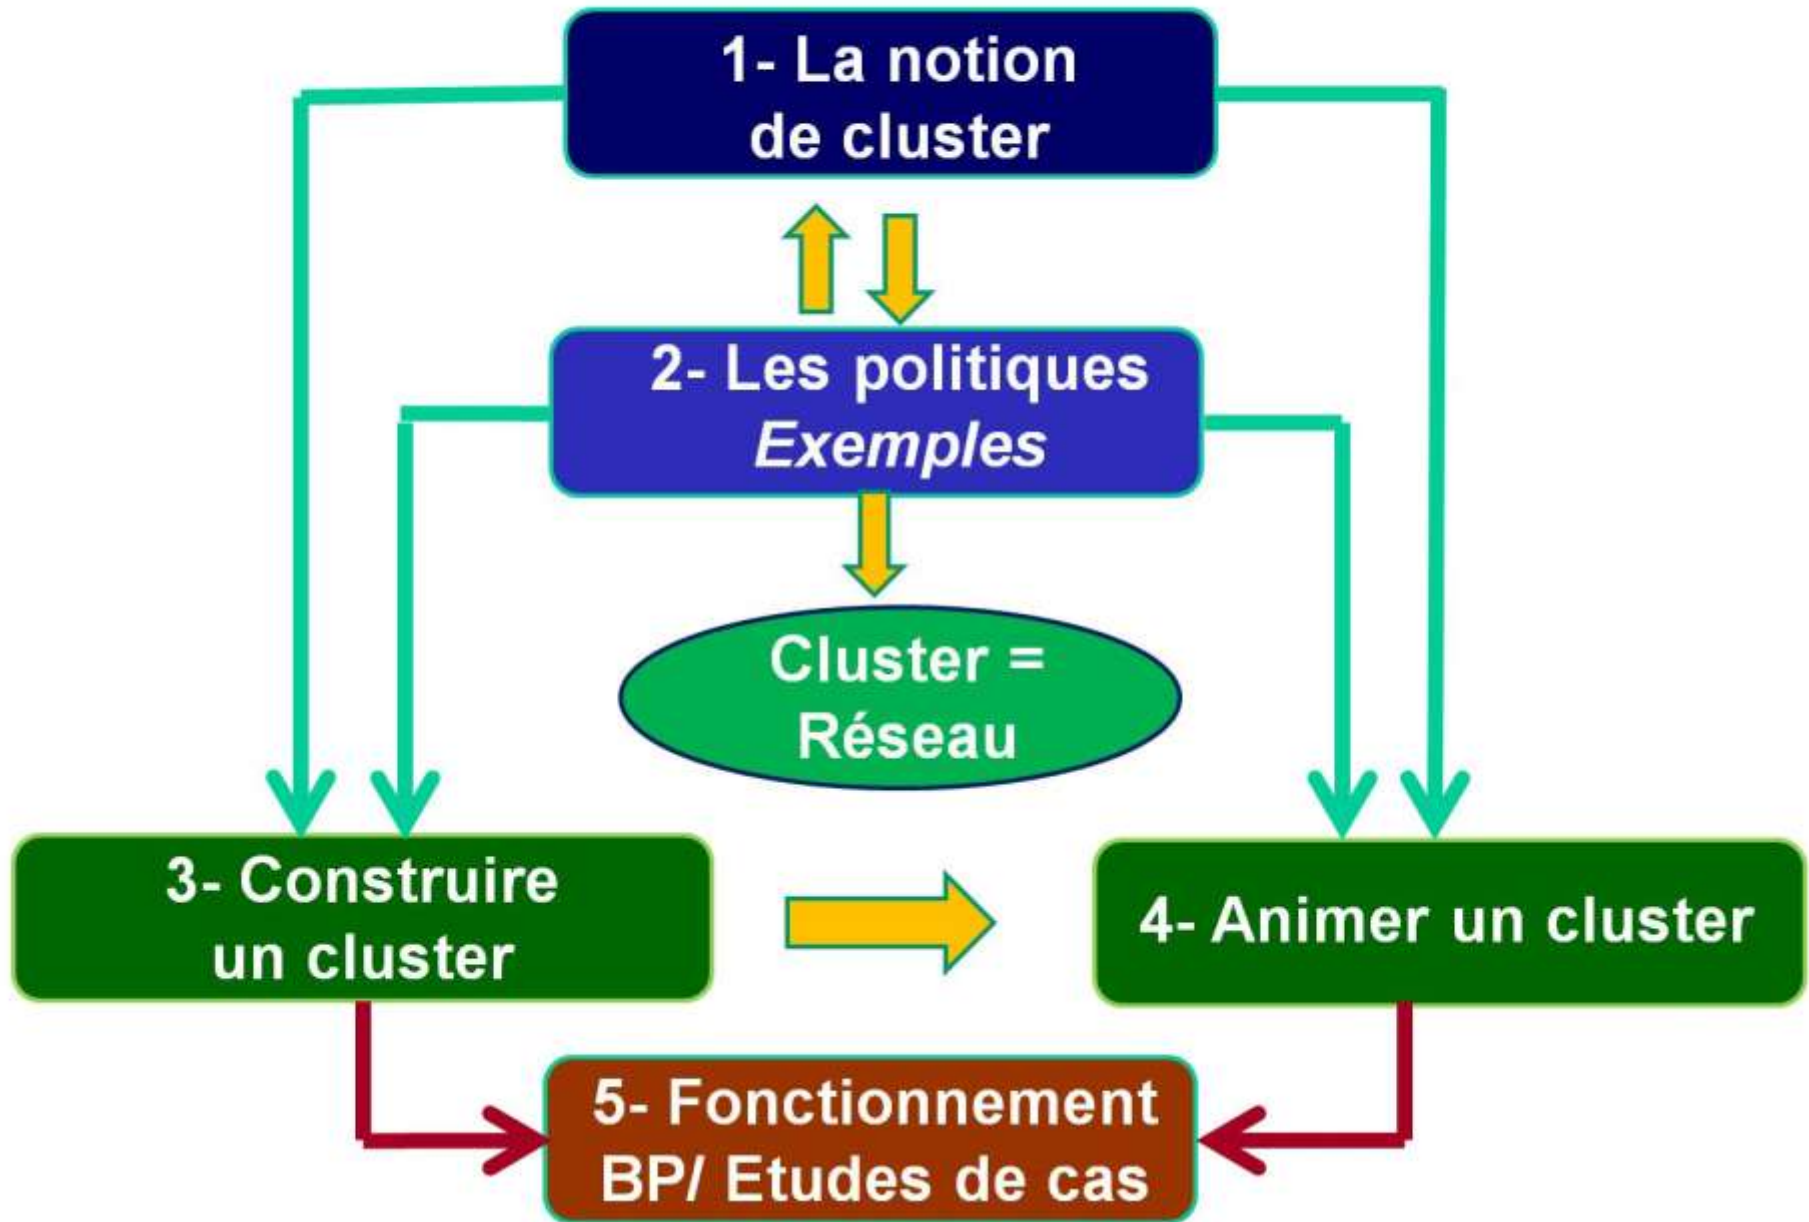 1- La notion
de cluster
2- Les politiques
Exemples
Cluster =
Réseau
3- Construire
un cluster
4- Animer un cluster
5- Fonctionnement
BP/ Etudes de cas